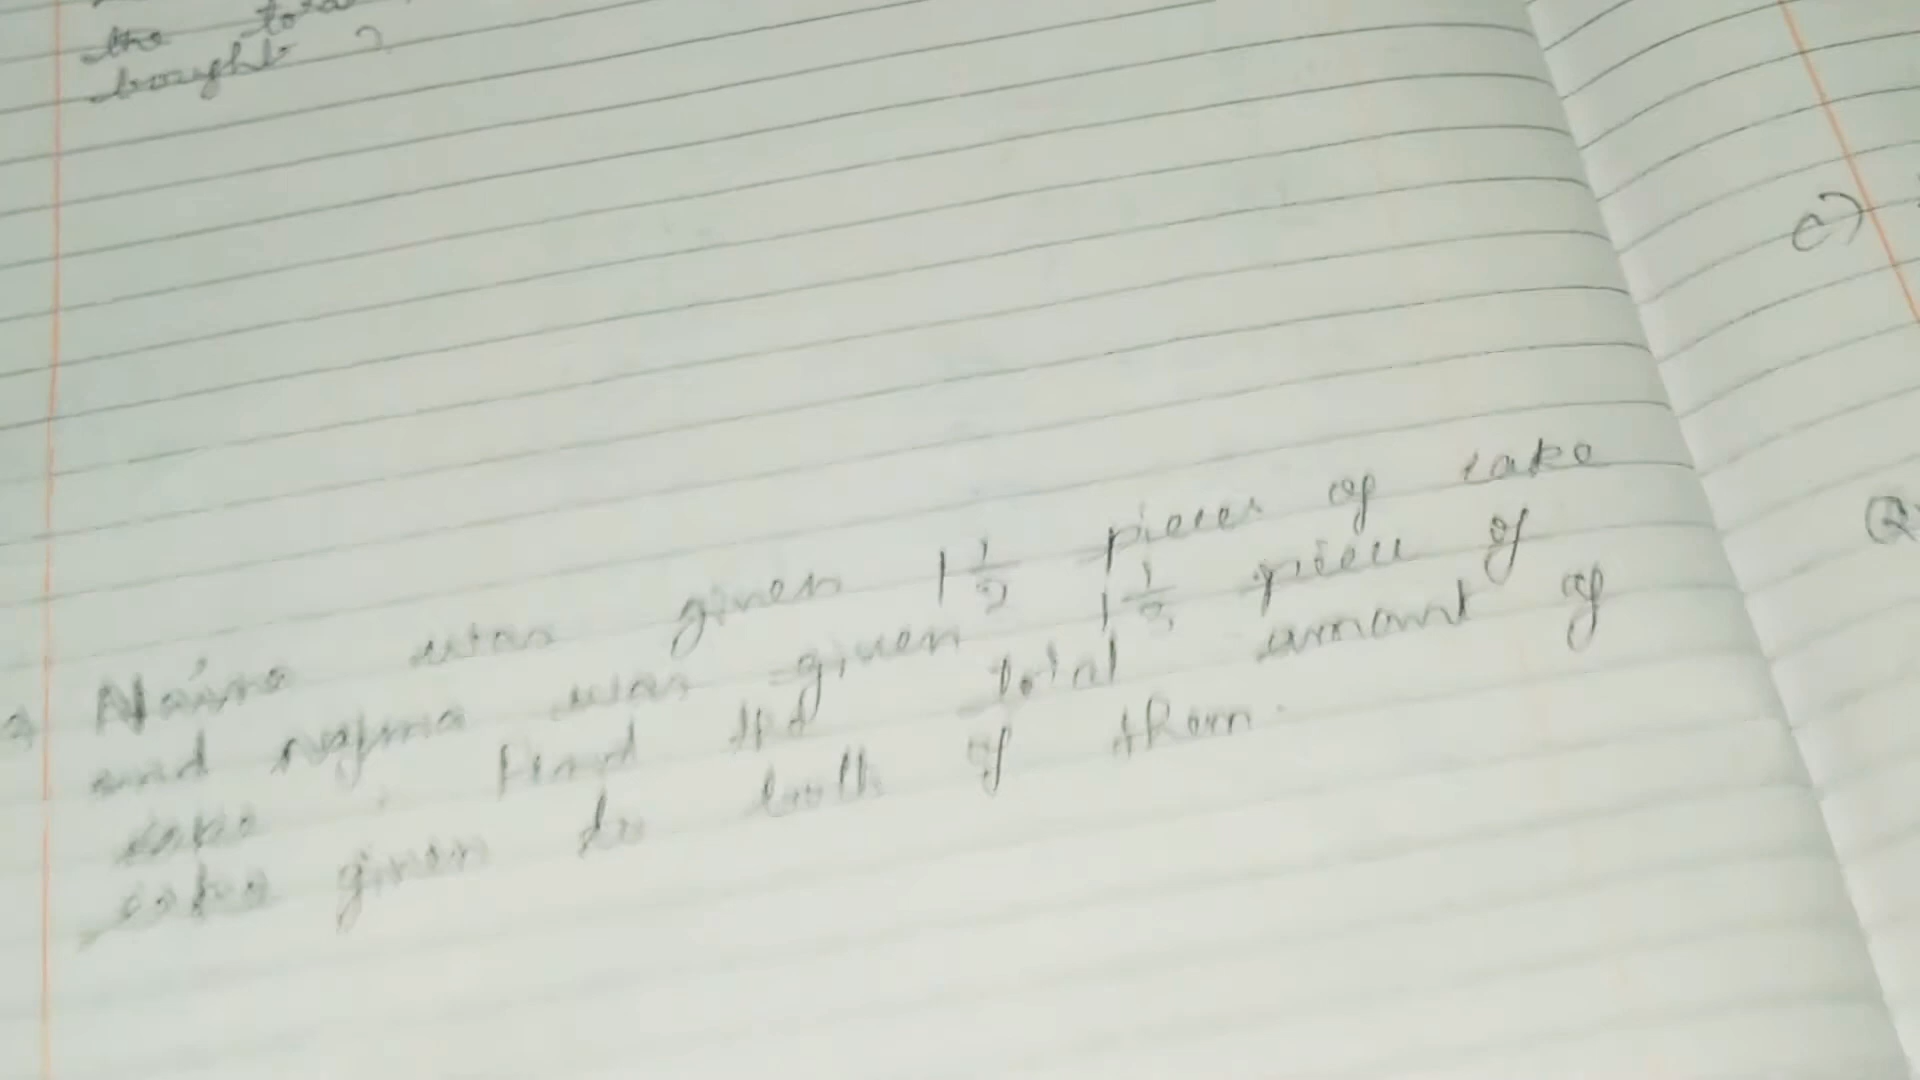 the
bought ?
Naima was given 1 1/2 pieces of cake
and najma was given 1 1/2 piece of
cake. Find the total amount of
cake given to both of them.
c)